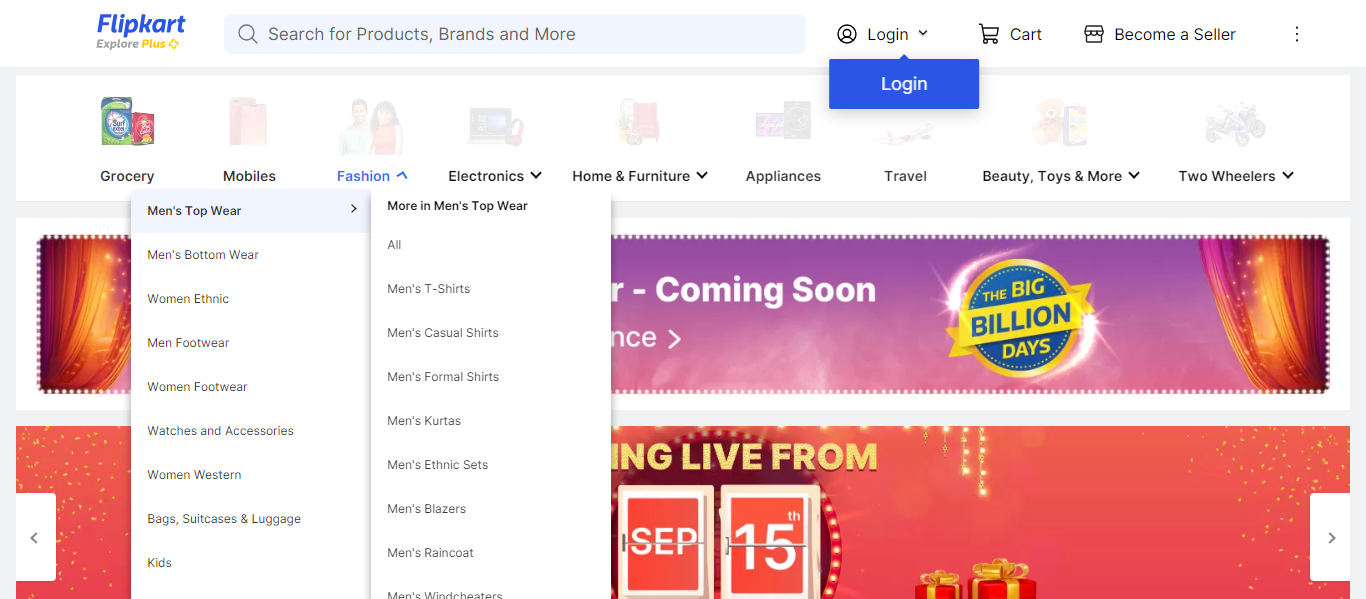 Flipkart
Explore Plus
Search for Products, Brands and More
Login
Cart
Become a Seller
Login
Surf excel
Grocery
Mobiles
Fashion
Electronics
Home & Furniture
Appliances
Travel
Beauty, Toys & More
Two Wheelers
Men's Top Wear
Men's Bottom Wear
Women Ethnic
Men Footwear
Women Footwear
Watches and Accessories
Women Western
Bags, Suitcases & Luggage
Kids
More in Men's Top Wear
All
Men's T-Shirts
Men's Casual Shirts
Men's Formal Shirts
Men's Kurtas
Men's Ethnic Sets
Men's Blazers
Men's Raincoat
Men's Windcheaters
r - Coming Soon
nce
THE BIG
BILLION
DAYS
ING LIVE FROM
SEP
15th